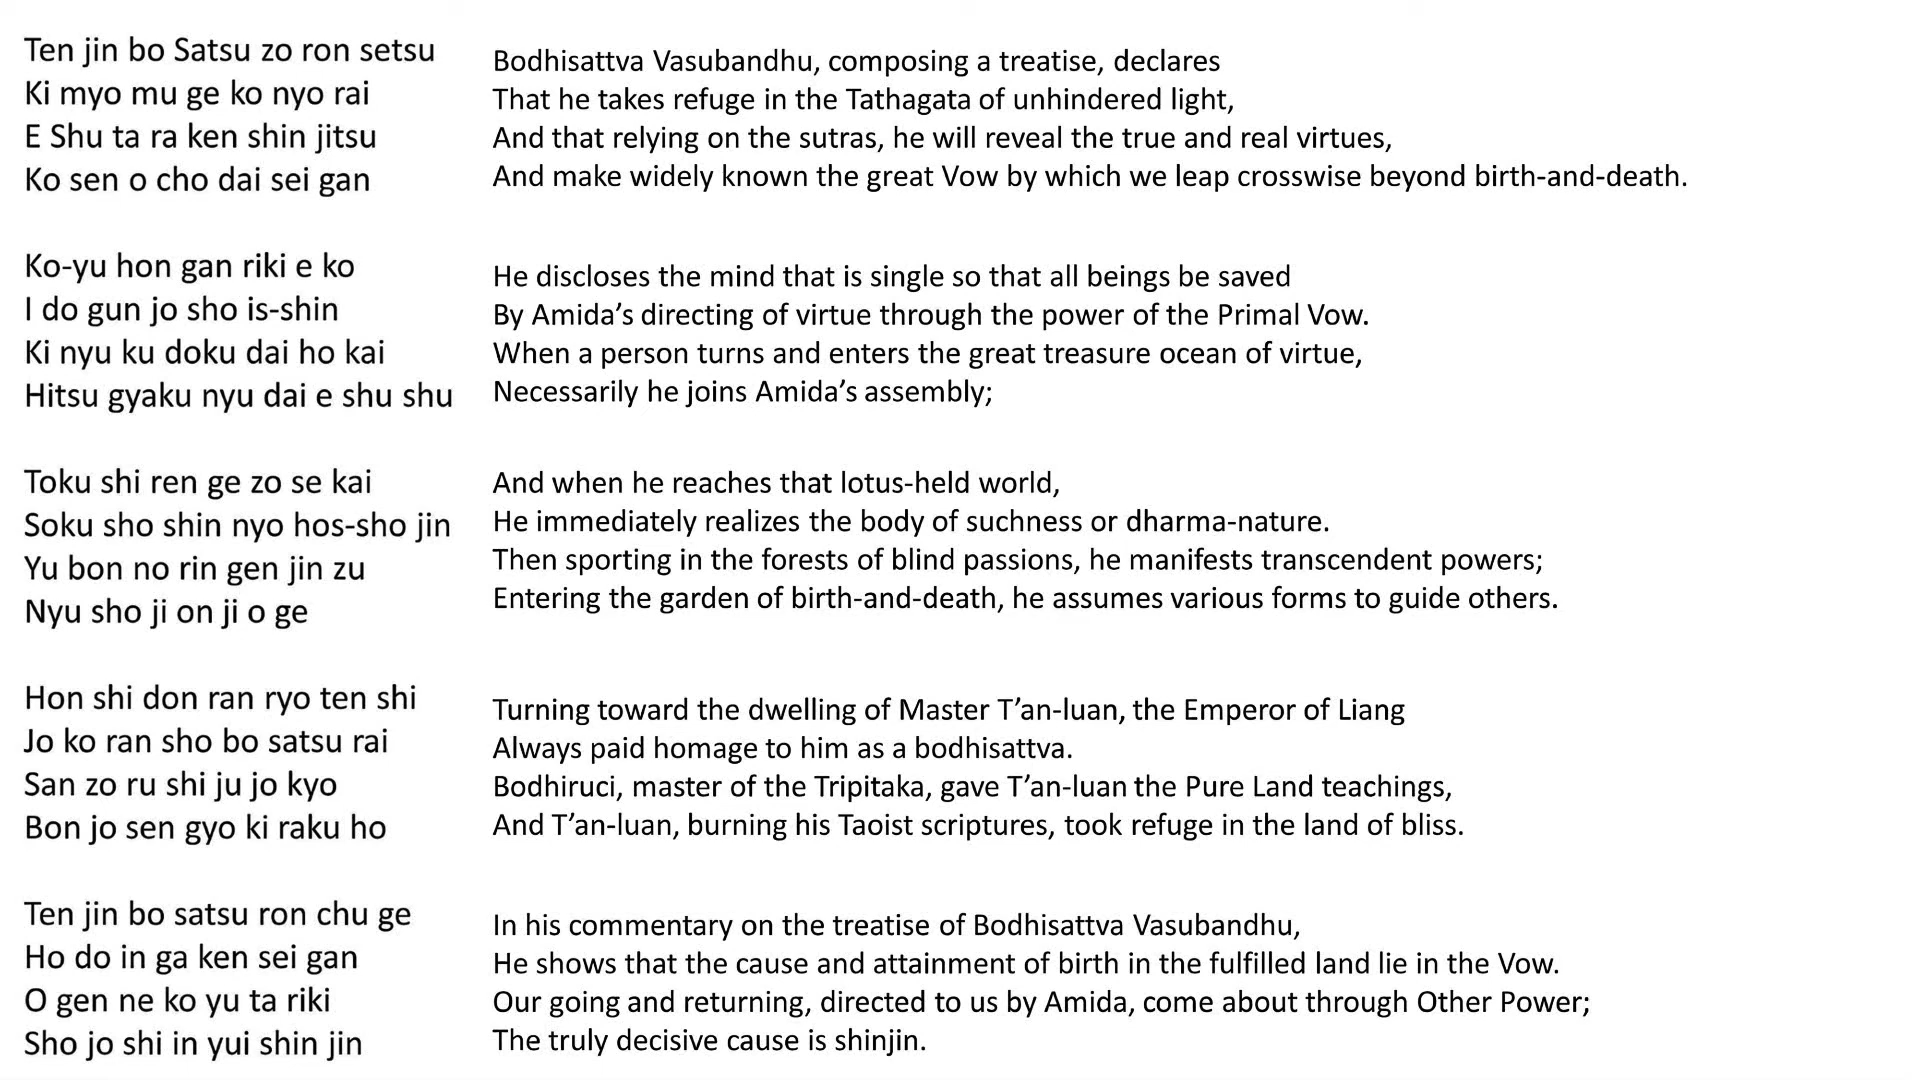 Ten jin bo Satsu zo ron setsu
Ki myo mu ge ko nyo rai
E Shu ta ra ken shin jitsu
Ko sen o cho dai sei gan
Bodhisattva Vasubandhu, composing a treatise, declares
That he takes refuge in the Tathagata of unhindered light,
And that relying on the sutras, he will reveal the true and real virtues,
And make widely known the great Vow by which we leap crosswise beyond birth-and-death.
Ko-yu hon gan riki e ko
I do gun jo sho is-shin
Ki nyu ku doku dai ho kai
Hitsu gyaku nyu dai e shu shu
He discloses the mind that is single so that all beings be saved
By Amida’s directing of virtue through the power of the Primal Vow.
When a person turns and enters the great treasure ocean of virtue,
Necessarily he joins Amida’s assembly;
Toku shi ren ge zo se kai
Soku sho shin nyo hos-sho jin
Yu bon no rin gen jin zu
Nyu sho ji on ji o ge
And when he reaches that lotus-held world,
He immediately realizes the body of suchness or dharma-nature.
Then sporting in the forests of blind passions, he manifests transcendent powers;
Entering the garden of birth-and-death, he assumes various forms to guide others.
Hon shi don ran ryo ten shi
Jo ko ran sho bo satsu rai
San zo ru shi ju jo kyo
Bon jo sen gyo ki raku ho
Turning toward the dwelling of Master T’an-luan, the Emperor of Liang
Always paid homage to him as a bodhisattva.
Bodhiruci, master of the Tripitaka, gave T’an-luan the Pure Land teachings,
And T’an-luan, burning his Taoist scriptures, took refuge in the land of bliss.
Ten jin bo satsu ron chu ge
Ho do in ga ken sei gan
O gen ne ko yu ta riki
Sho jo shi in yui shin jin
In his commentary on the treatise of Bodhisattva Vasubandhu,
He shows that the cause and attainment of birth in the fulfilled land lie in the Vow.
Our going and returning, directed to us by Amida, come about through Other Power;
The truly decisive cause is shinjin.